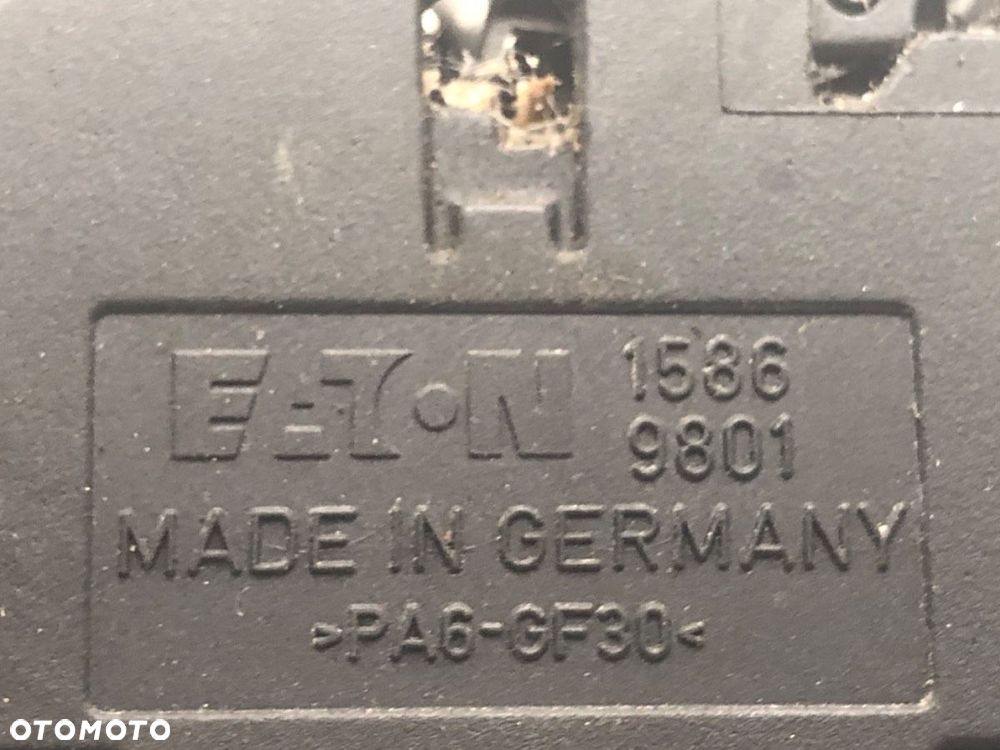 EATON 1586
9801
MADE IN GERMANY
>PA6-GF30<
OTOMOTO